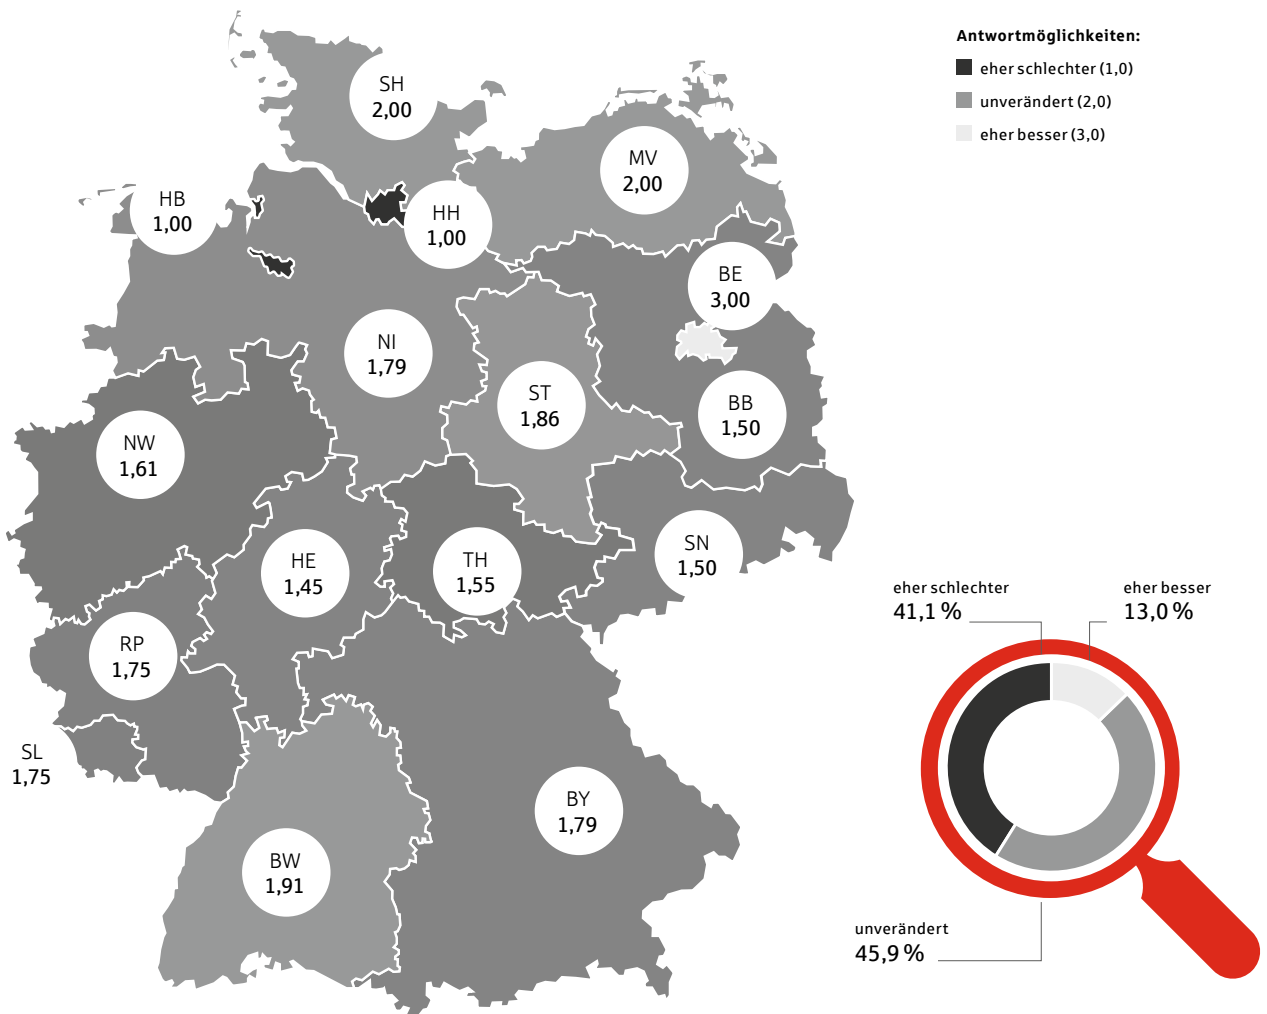 Antwortmöglichkeiten:
eher schlechter (1,0)
unverändert (2,0)
eher besser (3,0)
SH
2,00
MV
2,00
HB
1,00
HH
1,00
BE
3,00
NI
1,79
ST
1,86
BB
1,50
NW
1,61
HE
1,45
TH
1,55
SN
1,50
RP
1,75
SL
1,75
BY
1,79
BW
1,91
eher schlechter
41,1 %
eher besser
13,0 %
unverändert
45,9 %